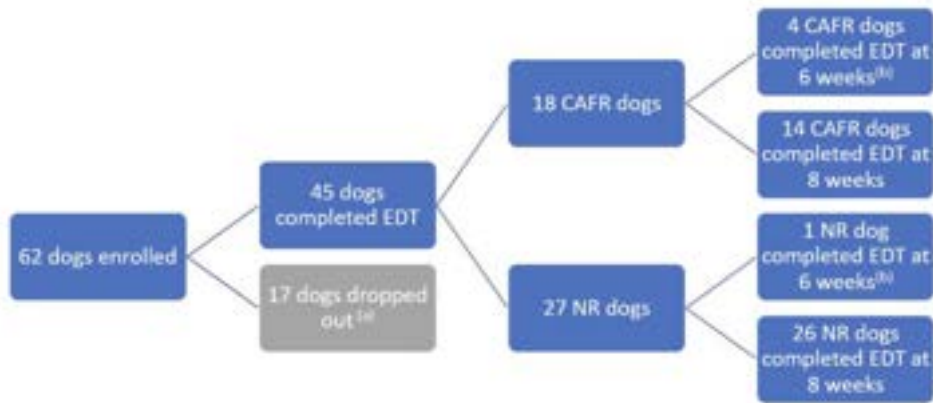 62 dogs enrolled
45 dogs
completed EDT
17 dogs dropped
out (a)
18 CAFR dogs
27 NR dogs
4 CAFR dogs
completed EDT at
6 weeks(b)
14 CAFR dogs
completed EDT at
8 weeks
1 NR dog
completed EDT at
6 weeks(b)
26 NR dogs
completed EDT at
8 weeks